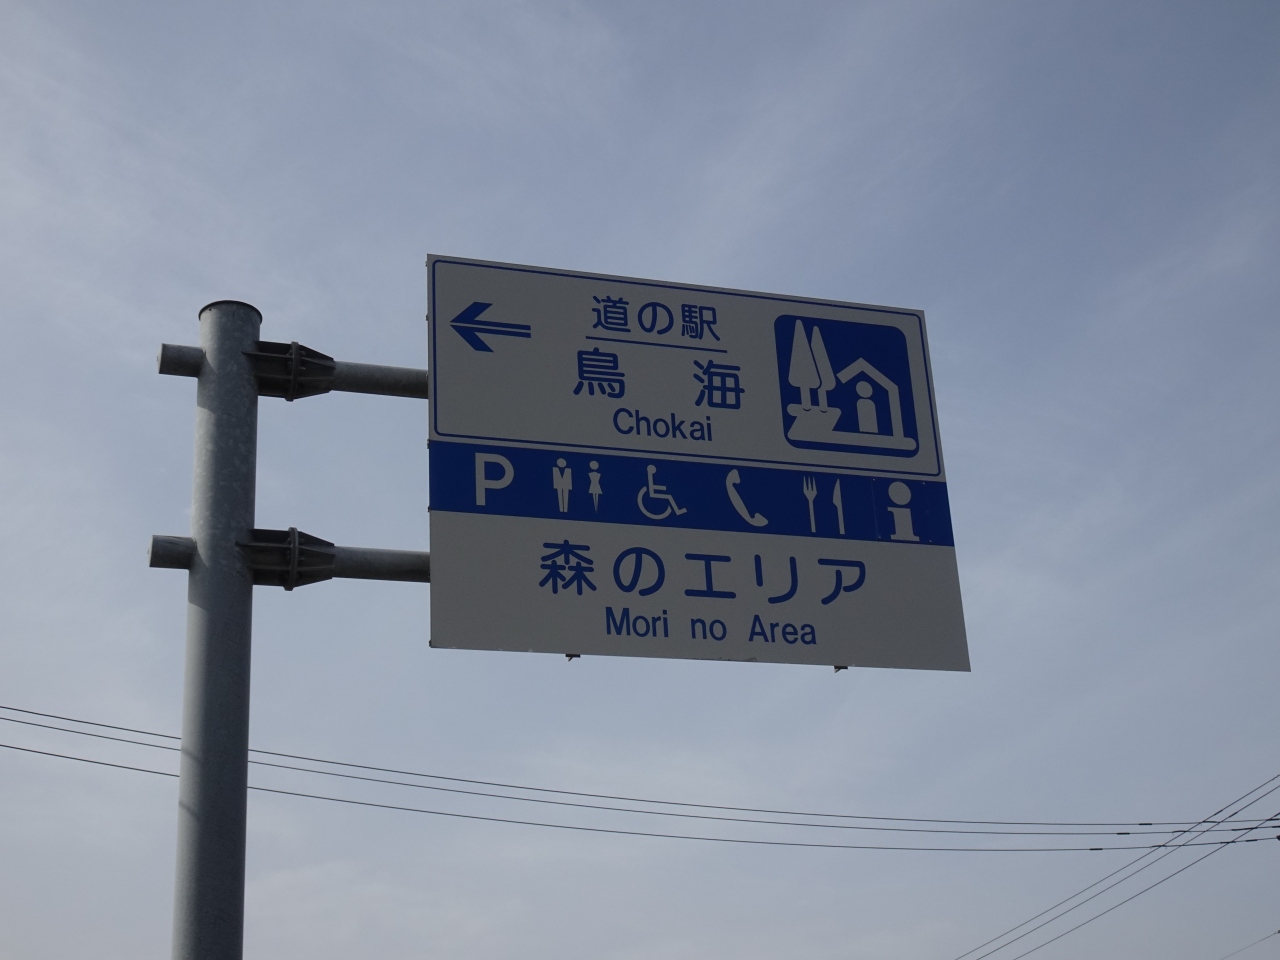 道の駅
鳥海
Chokai
P
森のエリア
Mori no Area